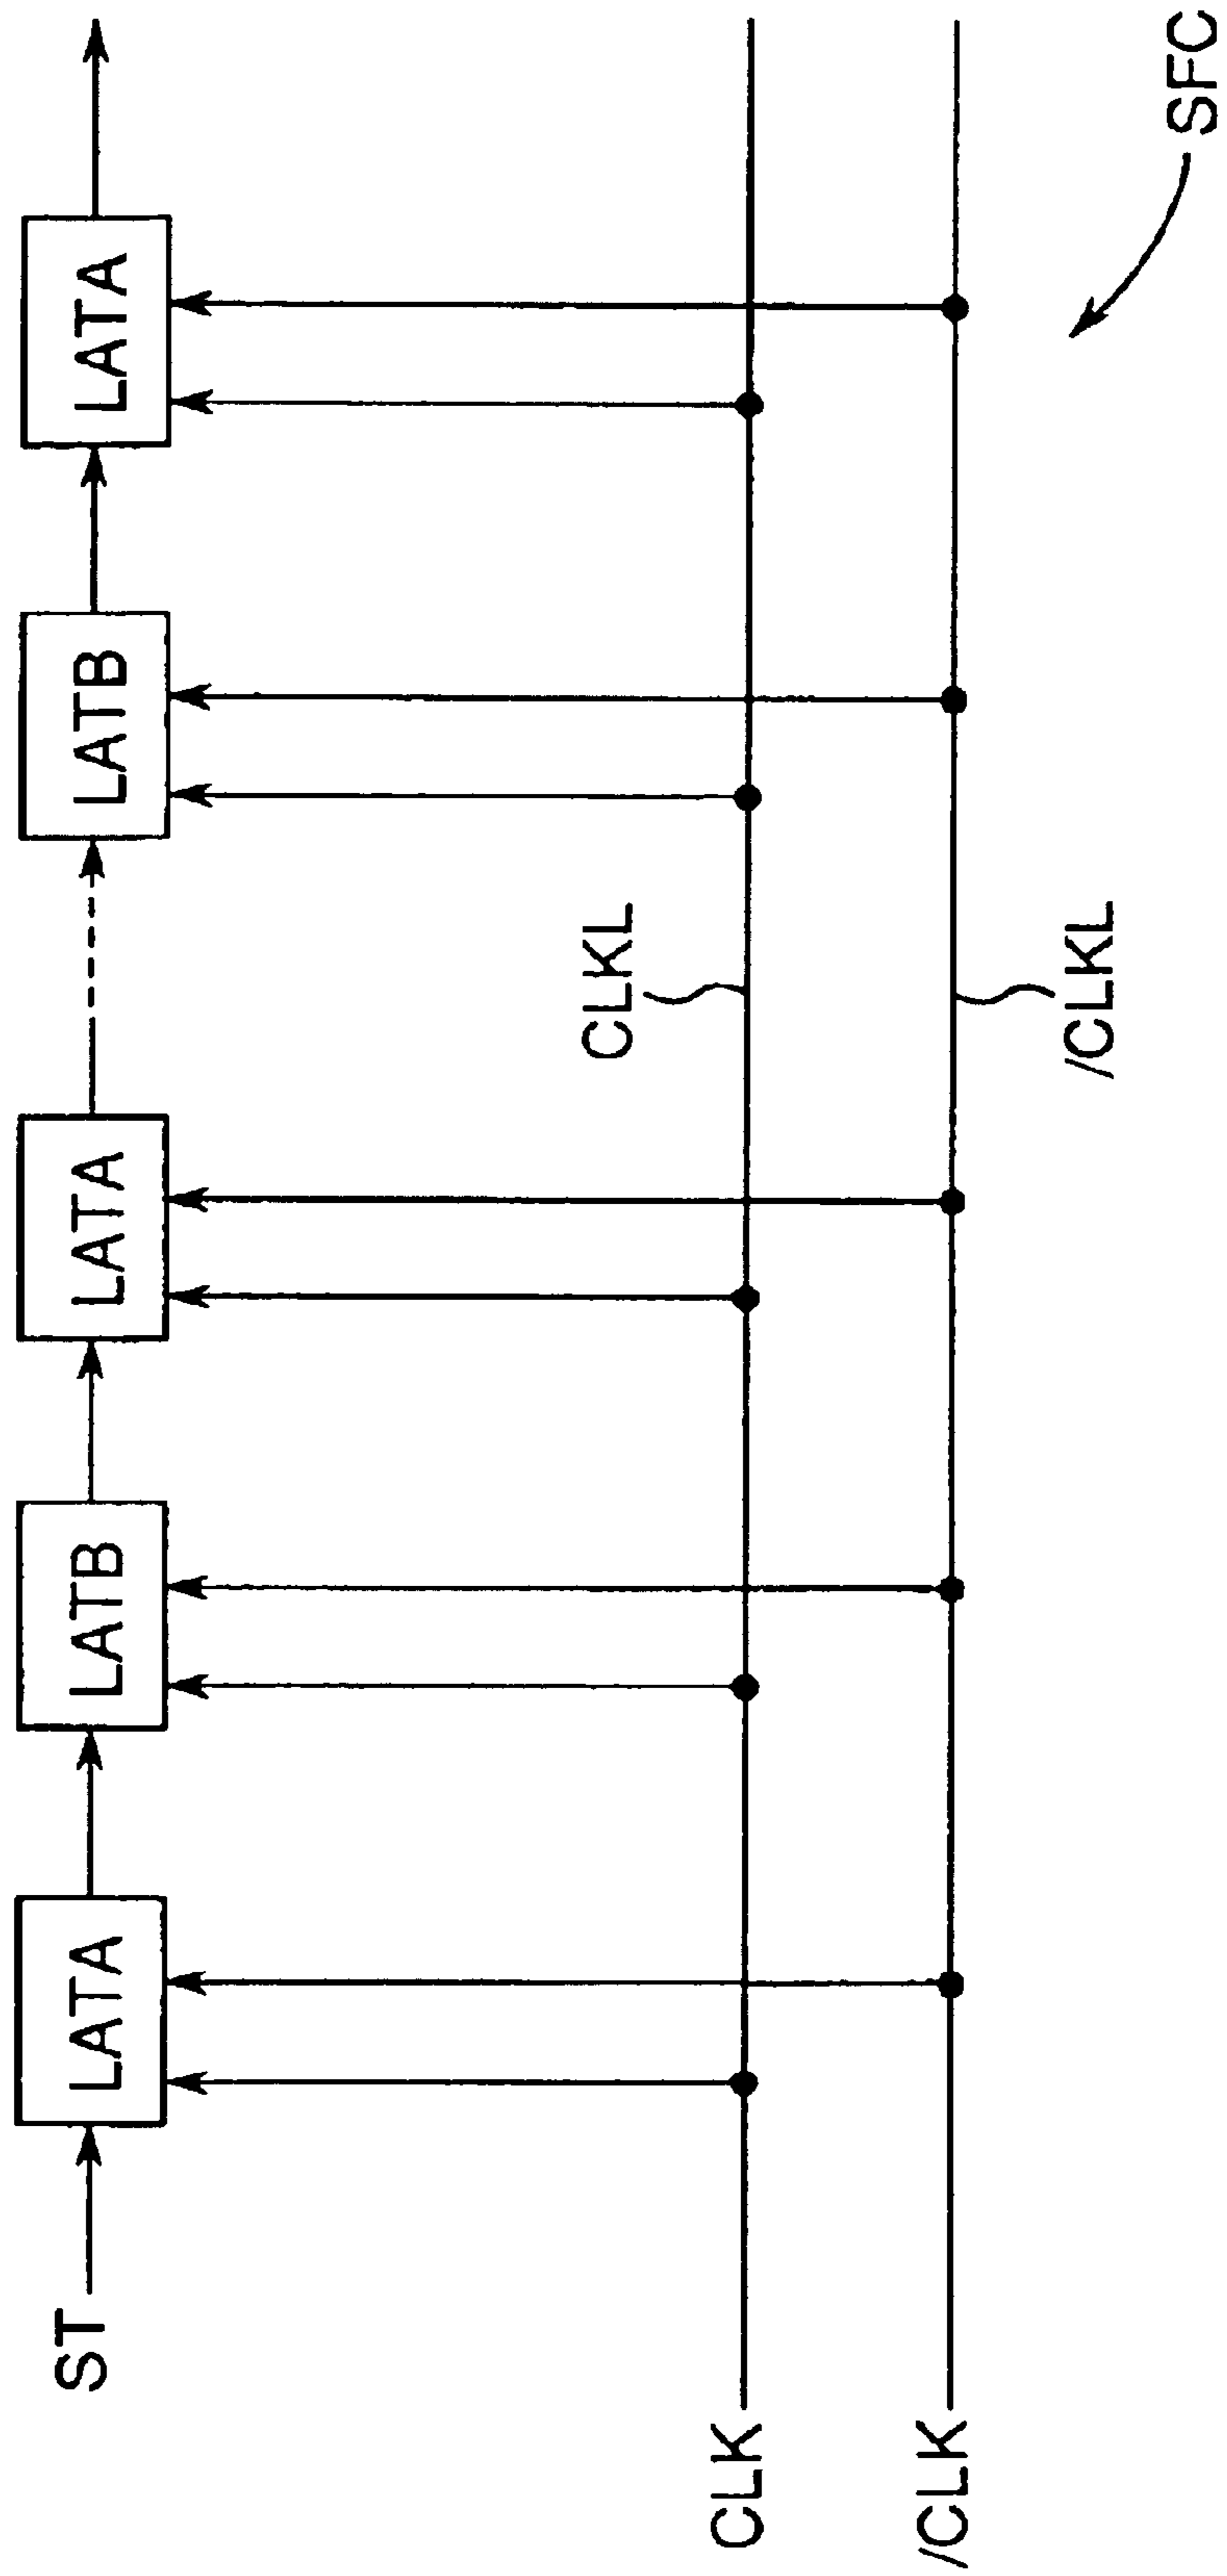 ST
LATA
LATB
LATA
LATB
LATA
CLKL
CLK
/CLK
/CLKL
SFC